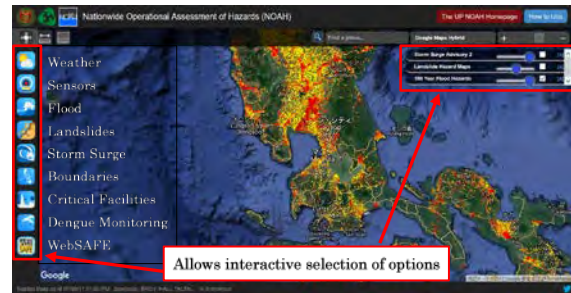 Nationwide Operational Assessment of Hazards (NOAH)
The UP NOAH Homepage
How to Use
Find a place...
Google Maps Hybrid
Storm Surge Advisory 2
Landslide Hazard Maps
100 Year Flood Hazards
Weather
Sensors
Flood
Landslides
Storm Surge
Boundaries
Critical Facilities
Dengue Monitoring
WebSAFE
Allows interactive selection of options
Google